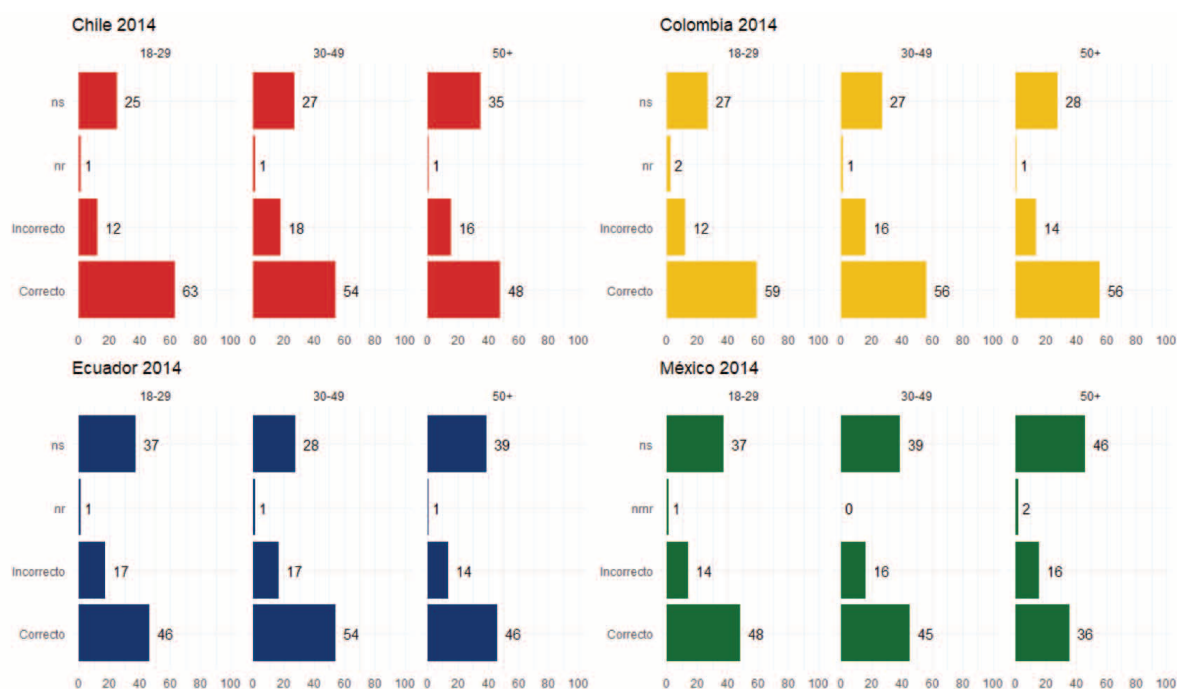 Chile 2014
18-29 30-49 50+
ns 25 27 35
nr 1 1 1
Incorrecto 12 18 16
Correcto 63 54 48
0 20 40 60 80 100 0 20 40 60 80 100 0 20 40 60 80 100
Colombia 2014
18-29 30-49 50+
ns 27 27 28
nr 2 1 1
Incorrecto 12 16 14
Correcto 59 56 56
0 20 40 60 80 100 0 20 40 60 80 100 0 20 40 60 80 100
Ecuador 2014
18-29 30-49 50+
ns 37 28 39
nr 1 1 1
Incorrecto 17 17 14
Correcto 46 54 46
0 20 40 60 80 100 0 20 40 60 80 100 0 20 40 60 80 100
México 2014
18-29 30-49 50+
ns 37 39 46
nrnr 1 0 2
Incorrecto 14 16 16
Correcto 48 45 36
0 20 40 60 80 100 0 20 40 60 80 100 0 20 40 60 80 100